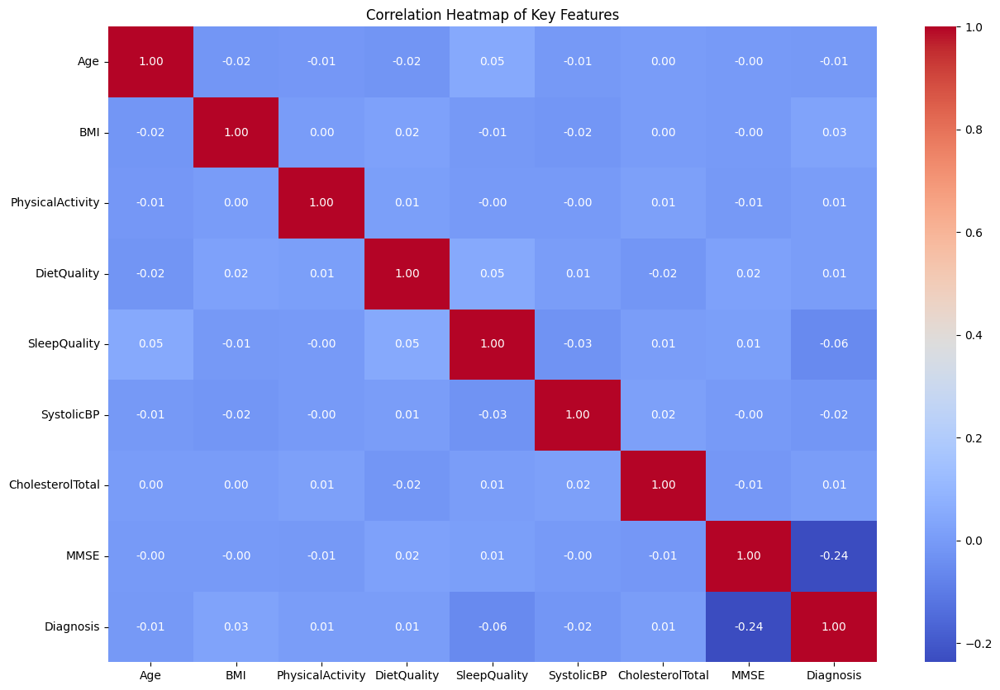 Correlation Heatmap of Key Features
Age 1.00 -0.02 -0.01 -0.02 0.05 -0.01 0.00 -0.00 -0.01
BMI -0.02 1.00 0.00 0.02 -0.01 -0.02 0.00 -0.00 0.03
PhysicalActivity -0.01 0.00 1.00 0.01 -0.00 -0.00 0.01 -0.01 0.01
DietQuality -0.02 0.02 0.01 1.00 0.05 0.01 -0.02 0.02 0.01
SleepQuality 0.05 -0.01 -0.00 0.05 1.00 -0.03 0.01 0.01 -0.06
SystolicBP -0.01 -0.02 -0.00 0.01 -0.03 1.00 0.02 -0.00 -0.02
CholesterolTotal 0.00 0.00 0.01 -0.02 0.01 0.02 1.00 -0.01 0.01
MMSE -0.00 -0.00 -0.01 0.02 0.01 -0.00 -0.01 1.00 -0.24
Diagnosis -0.01 0.03 0.01 0.01 -0.06 -0.02 0.01 -0.24 1.00
Age BMI PhysicalActivity DietQuality SleepQuality SystolicBP CholesterolTotal MMSE Diagnosis
1.0
0.8
0.6
0.4
0.2
0.0
-0.2